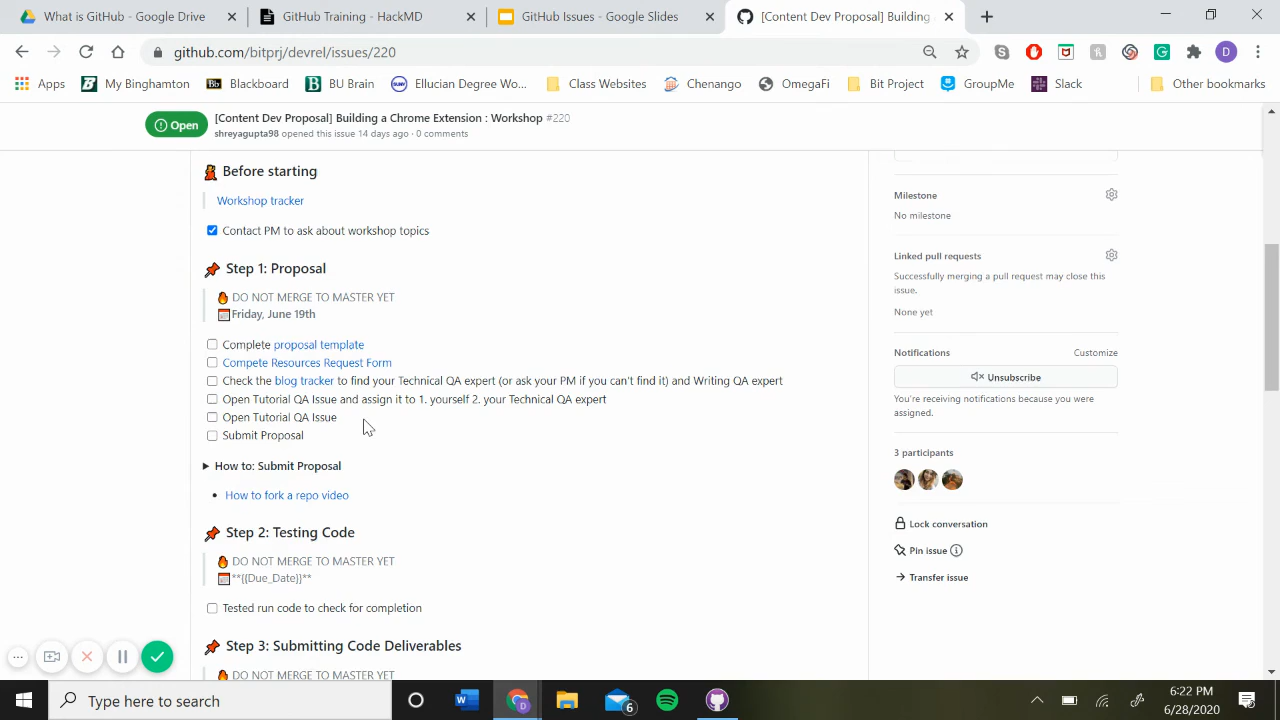 What is GitHub - Google Drive
GitHub Training - HackMD
GitHub Issues - Google Slides
[Content Dev Proposal] Building
github.com/bitprj/devrel/issues/220
D
Apps
My Binghamton
Blackboard
BU Brain
Ellucian Degree Wo...
Class Websites
Chenango
OmegaFi
Bit Project
GroupMe
Slack
Other bookmarks
Open
[Content Dev Proposal] Building a Chrome Extension : Workshop #220
shreyagupta98 opened this issue 14 days ago · 0 comments
Before starting
Workshop tracker
Contact PM to ask about workshop topics
Step 1: Proposal
DO NOT MERGE TO MASTER YET
Friday, June 19th
Complete proposal template
Compete Resources Request Form
Check the blog tracker to find your Technical QA expert (or ask your PM if you can't find it) and Writing QA expert
Open Tutorial QA Issue and assign it to 1. yourself 2. your Technical QA expert
Open Tutorial QA Issue
Submit Proposal
How to: Submit Proposal
How to fork a repo video
Step 2: Testing Code
DO NOT MERGE TO MASTER YET
**{{Due_Date}}**
Tested run code to check for completion
Step 3: Submitting Code Deliverables
DO NOT MERGE TO MASTER YET
Milestone
No milestone
Linked pull requests
Successfully merging a pull request may close this
issue.
None yet
Notifications
Customize
Unsubscribe
You're receiving notifications because you were
assigned.
3 participants
Lock conversation
Pin issue
Transfer issue
Type here to search
6
6:22 PM
6/28/2020